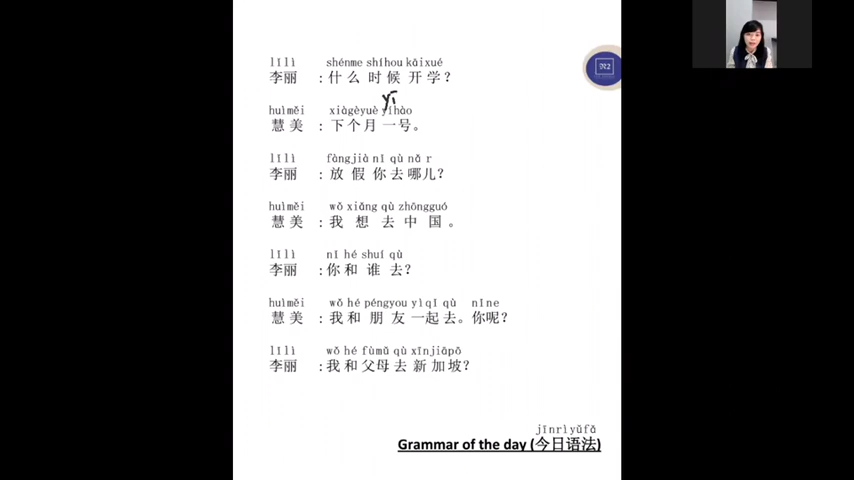 lǐlì shénme shíhou kāixué
李丽 :什么时候开学?
yī
huìměi xiàgèyuè yíhào
慧美 :下个月一号。
lǐlì fàngjià nǐ qù nǎ r
李丽 :放假你去哪儿?
huìměi wǒ xiǎng qù zhōngguó
慧美 :我想去中国。
lǐlì nǐ hé shuí qù
李丽 :你和谁去?
huìměi wǒ hé péngyou yìqǐ qù nǐne
慧美 :我和朋友一起去。你呢?
lǐlì wǒ hé fùmǔ qù xīnjiāpō
李丽 :我和父母去新加坡?
jīnrìyǔfǎ
Grammar of the day (今日语法)